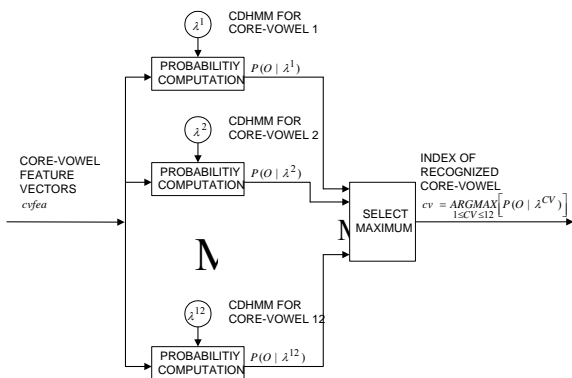 λ¹
CDHMM FOR
CORE-VOWEL 1
PROBABILITIY
COMPUTATION
P(O | λ¹)
λ²
CDHMM FOR
CORE-VOWEL 2
PROBABILITIY
COMPUTATION
P(O | λ²)
CORE-VOWEL
FEATURE
VECTORS
cvfea
SELECT
MAXIMUM
INDEX OF
RECOGNIZED
CORE-VOWEL
cv = ARGMAX[P(O | λ^CV)]
1≤CV≤12
M
M
λ¹²
CDHMM FOR
CORE-VOWEL 12
PROBABILITIY
COMPUTATION
P(O | λ¹²)